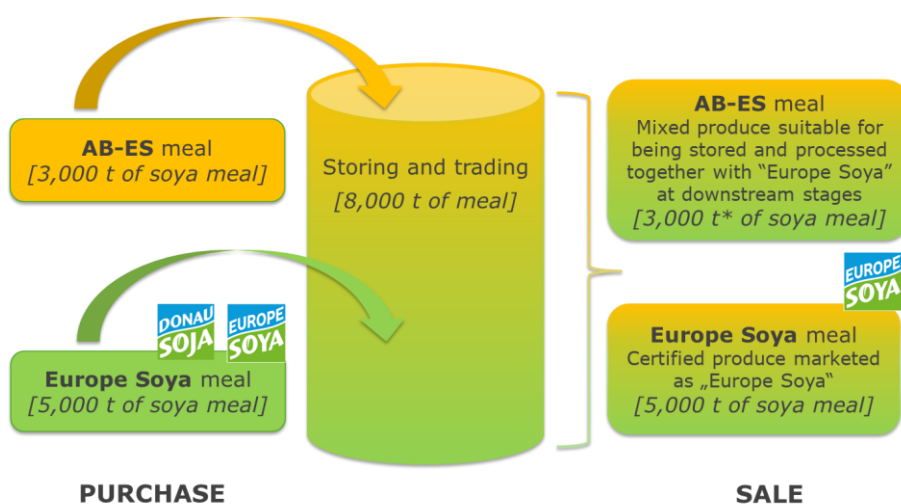 AB-ES meal
[3,000 t of soya meal]
DONAU
SOJA
EUROPE
SOYA
Europe Soya meal
[5,000 t of soya meal]
PURCHASE
Storing and trading
[8,000 t of meal]
AB-ES meal
Mixed produce suitable for
being stored and processed
together with “Europe Soya”
at downstream stages
[3,000 t* of soya meal]
EUROPE
SOYA
Europe Soya meal
Certified produce marketed
as „Europe Soya“
[5,000 t of soya meal]
SALE